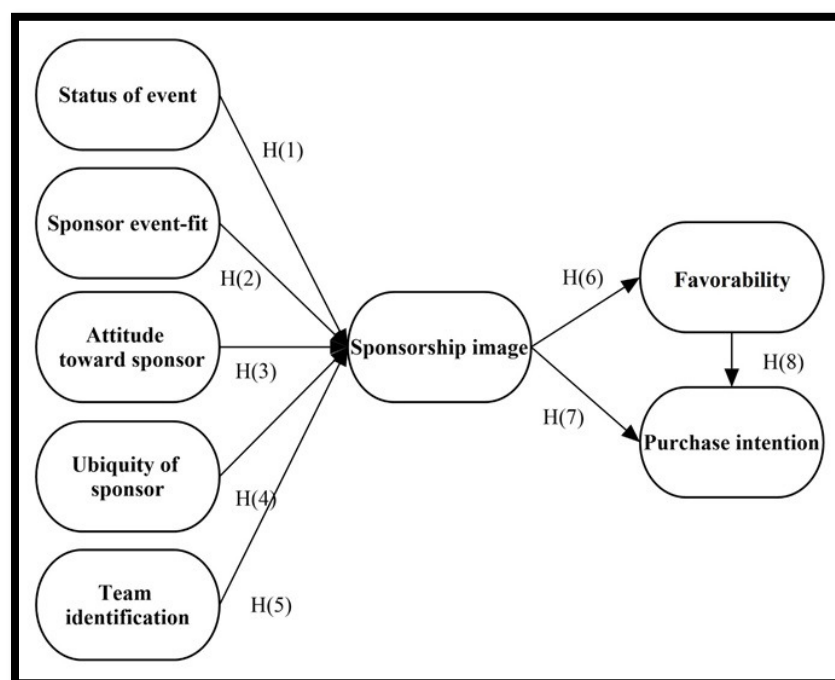 Status of event
H(1)
Sponsor event-fit
H(2)
Attitude
toward sponsor
H(3)
Ubiquity of
sponsor
H(4)
Team
identification
H(5)
Sponsorship image
H(6)
Favorability
H(7)
H(8)
Purchase intention